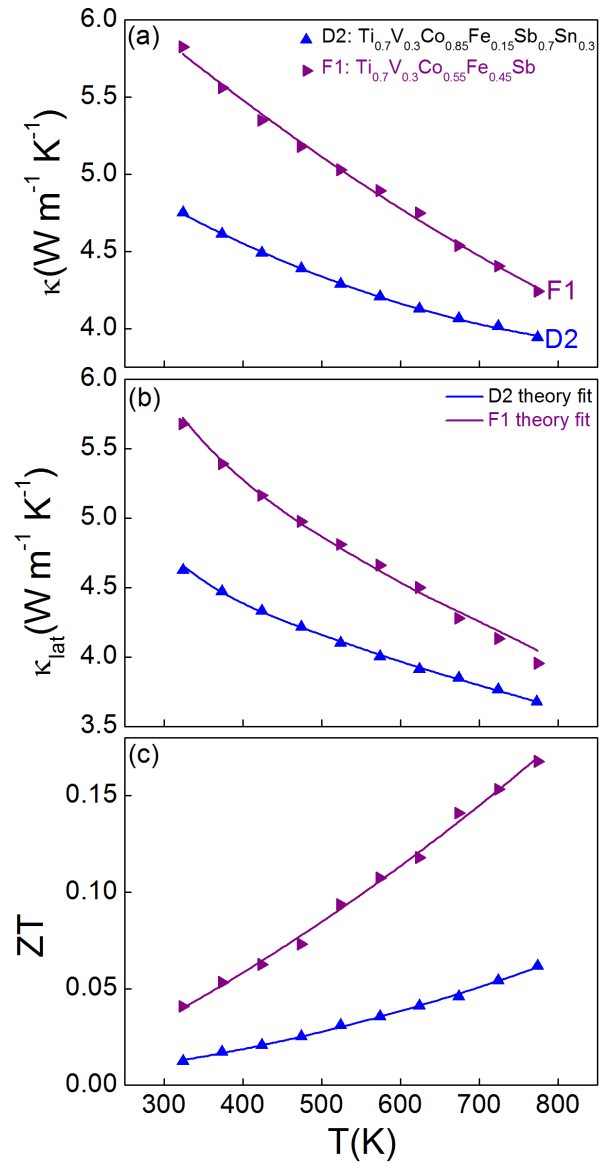 (a)
D2: Ti0.7V0.3Co0.85Fe0.15Sb0.7Sn0.3
F1: Ti0.7V0.3Co0.55Fe0.45Sb
6.0
5.5
5.0
4.5
4.0
κ(W m-1 K-1)
F1
D2
(b)
D2 theory fit
F1 theory fit
6.0
5.5
5.0
4.5
4.0
3.5
κlat(W m-1 K-1)
(c)
0.15
0.10
0.05
0.00
ZT
300 400 500 600 700 800
T(K)